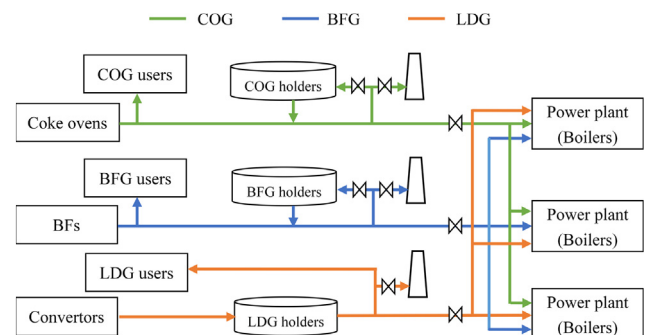 COG BFG LDG
COG users
COG holders
Coke ovens
Power plant
(Boilers)
BFG users
BFG holders
BFs
Power plant
(Boilers)
LDG users
Convertors
LDG holders
Power plant
(Boilers)